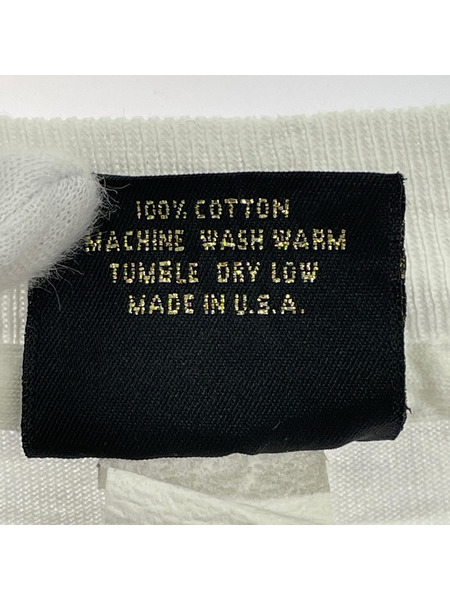 100% COTTON
MACHINE WASH WARM
TUMBLE DRY LOW
MADE IN U.S.A.